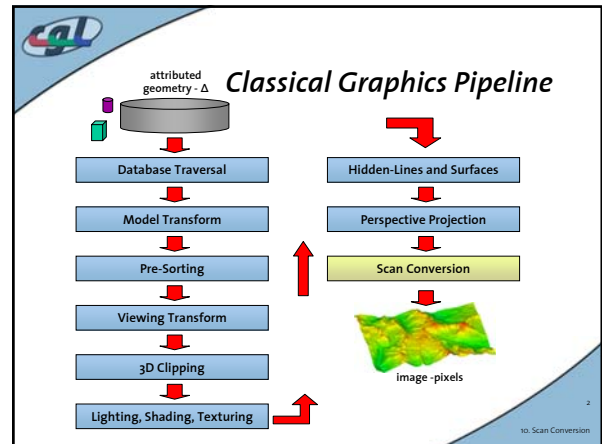 cgl
Classical Graphics Pipeline
attributed
geometry - Δ
Database Traversal
Model Transform
Pre-Sorting
Viewing Transform
3D Clipping
Lighting, Shading, Texturing
Hidden-Lines and Surfaces
Perspective Projection
Scan Conversion
image -pixels
2
10. Scan Conversion